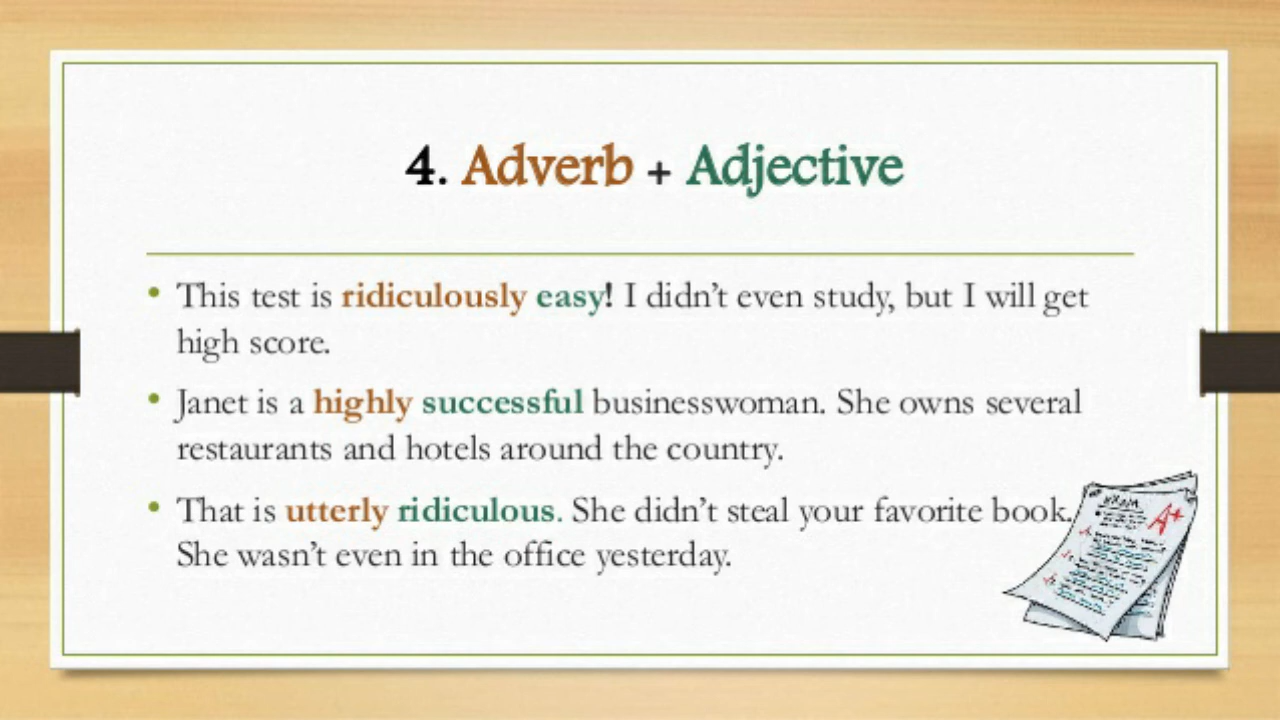 4. Adverb + Adjective
• This test is ridiculously easy! I didn’t even study, but I will get
high score.
• Janet is a highly successful businesswoman. She owns several
restaurants and hotels around the country.
• That is utterly ridiculous. She didn’t steal your favorite book.
She wasn’t even in the office yesterday.
EXAM
A+